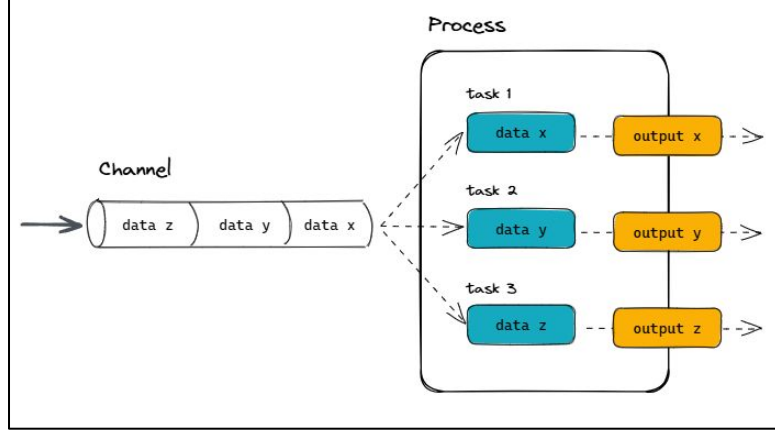 Process
task 1
data x
output x
Channel
task 2
data z
data y
data x
data y
output y
task 3
data z
output z